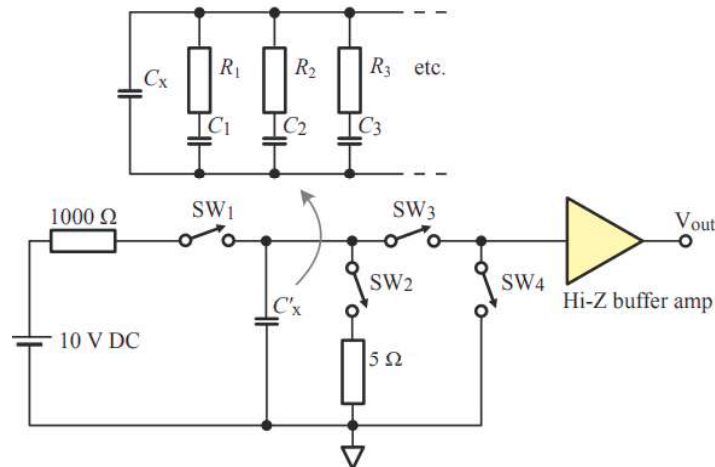 Cx
R1
R2
R3
etc.
C1
C2
C3
1000 Ω
SW1
SW3
Vout
SW2
SW4
Hi-Z buffer amp
C'x
10 V DC
5 Ω